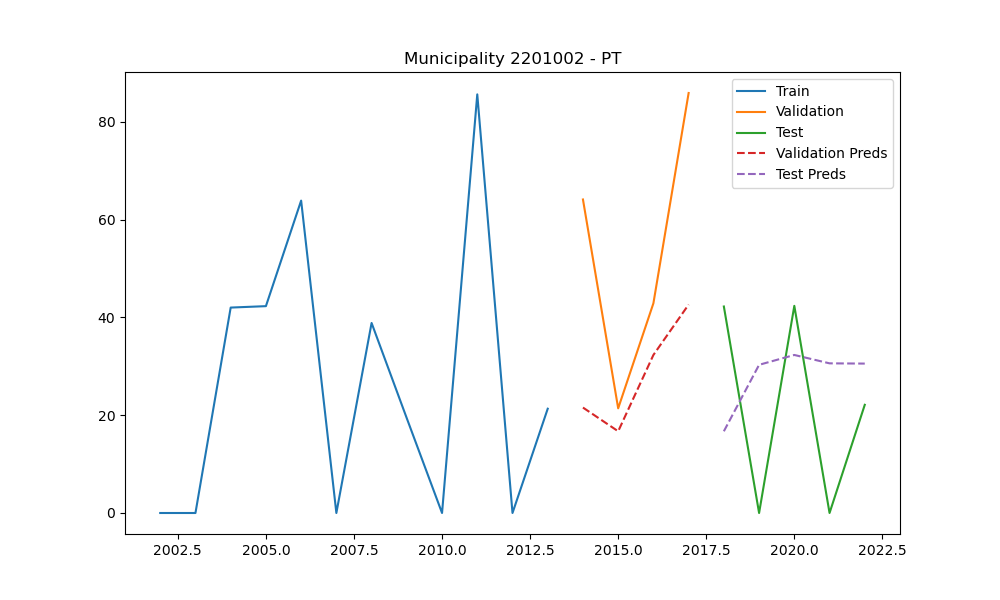 Municipality 2201002 - PT
Train
Validation
Test
Validation Preds
Test Preds
80
60
40
20
0
2002.5 2005.0 2007.5 2010.0 2012.5 2015.0 2017.5 2020.0 2022.5